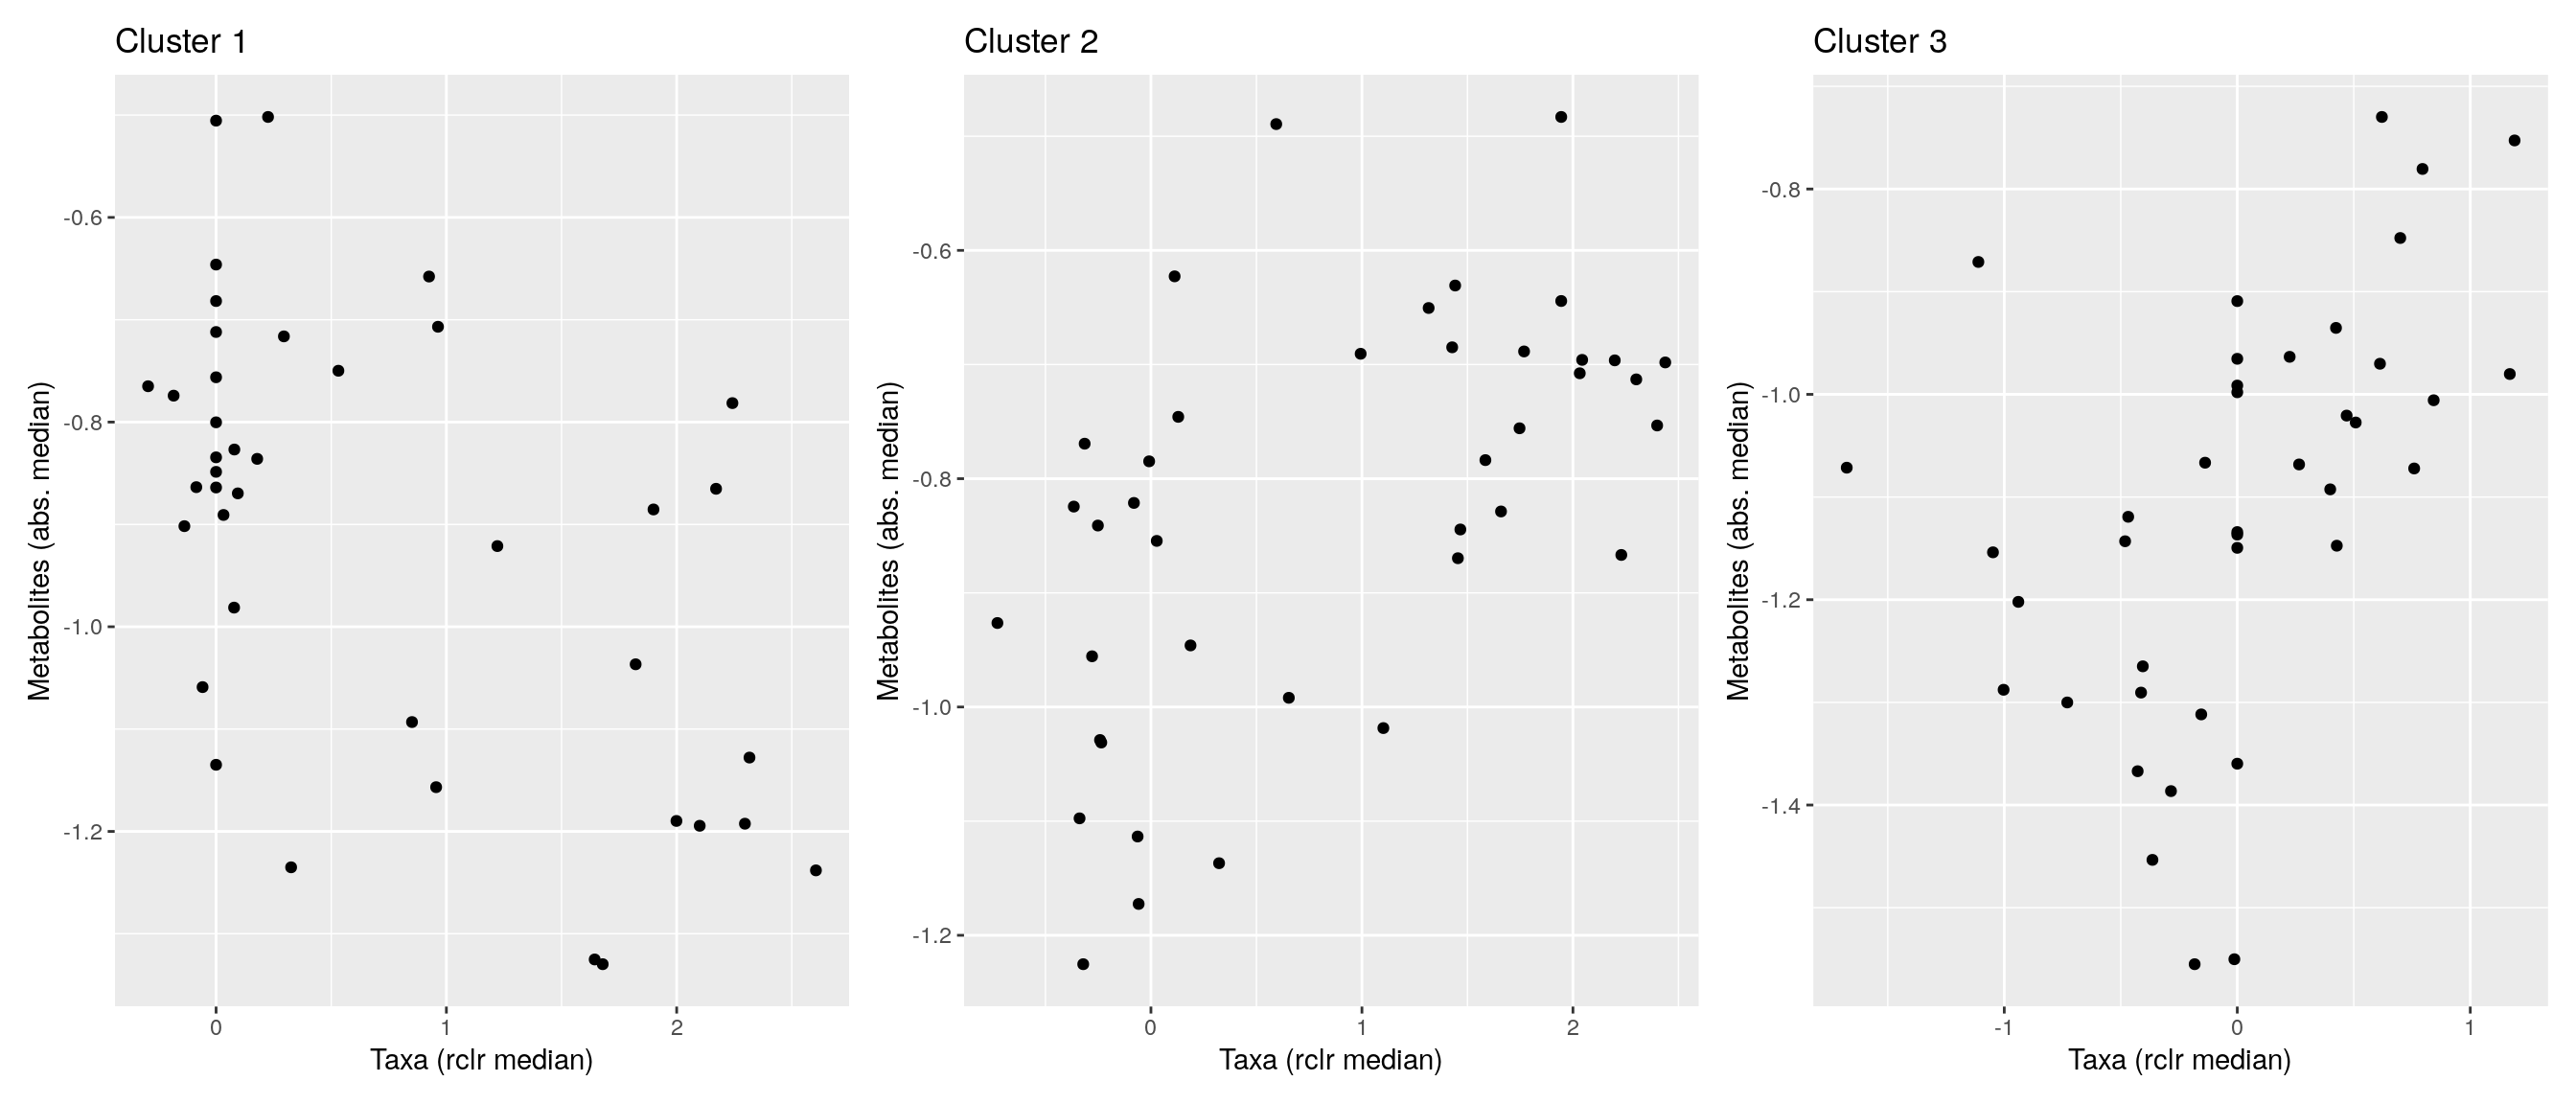 Cluster 1
Metabolites (abs. median)
-0.6
-0.8
-1.0
-1.2
0 1 2
Taxa (rclr median)
Cluster 2
Metabolites (abs. median)
-0.6
-0.8
-1.0
-1.2
0 1 2
Taxa (rclr median)
Cluster 3
Metabolites (abs. median)
-0.8
-1.0
-1.2
-1.4
-1 0 1
Taxa (rclr median)